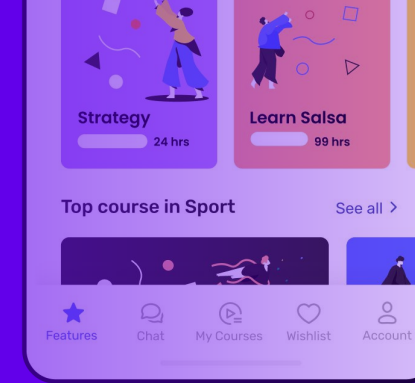 Strategy
24 hrs
Learn Salsa
99 hrs
Top course in Sport
See all >
Features
Chat
My Courses
Wishlist
Account